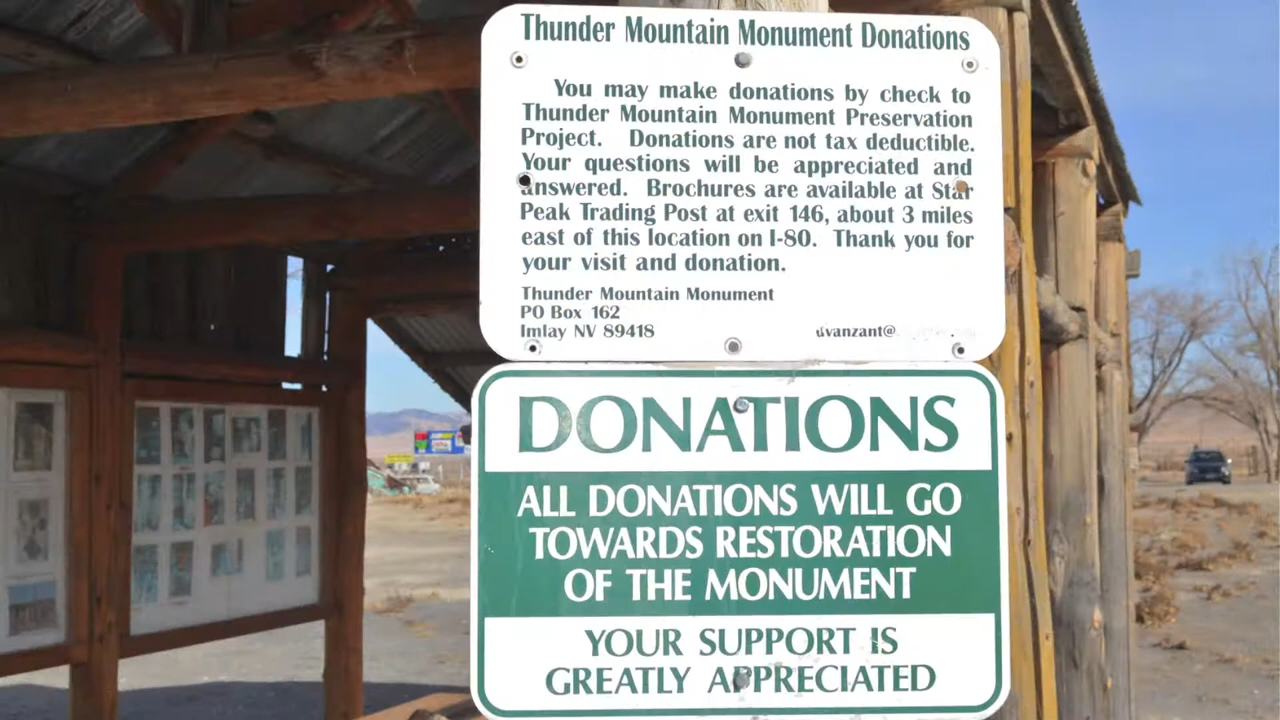 Thunder Mountain Monument Donations
You may make donations by check to
Thunder Mountain Monument Preservation
Project. Donations are not tax deductible.
Your questions will be appreciated and
answered. Brochures are available at Star
Peak Trading Post at exit 146, about 3 miles
east of this location on I-80. Thank you for
your visit and donation.
Thunder Mountain Monument
PO Box 162
Imlay NV 89418
dvanzant@
DONATIONS
ALL DONATIONS WILL GO
TOWARDS RESTORATION
OF THE MONUMENT
YOUR SUPPORT IS
GREATLY APPRECIATED